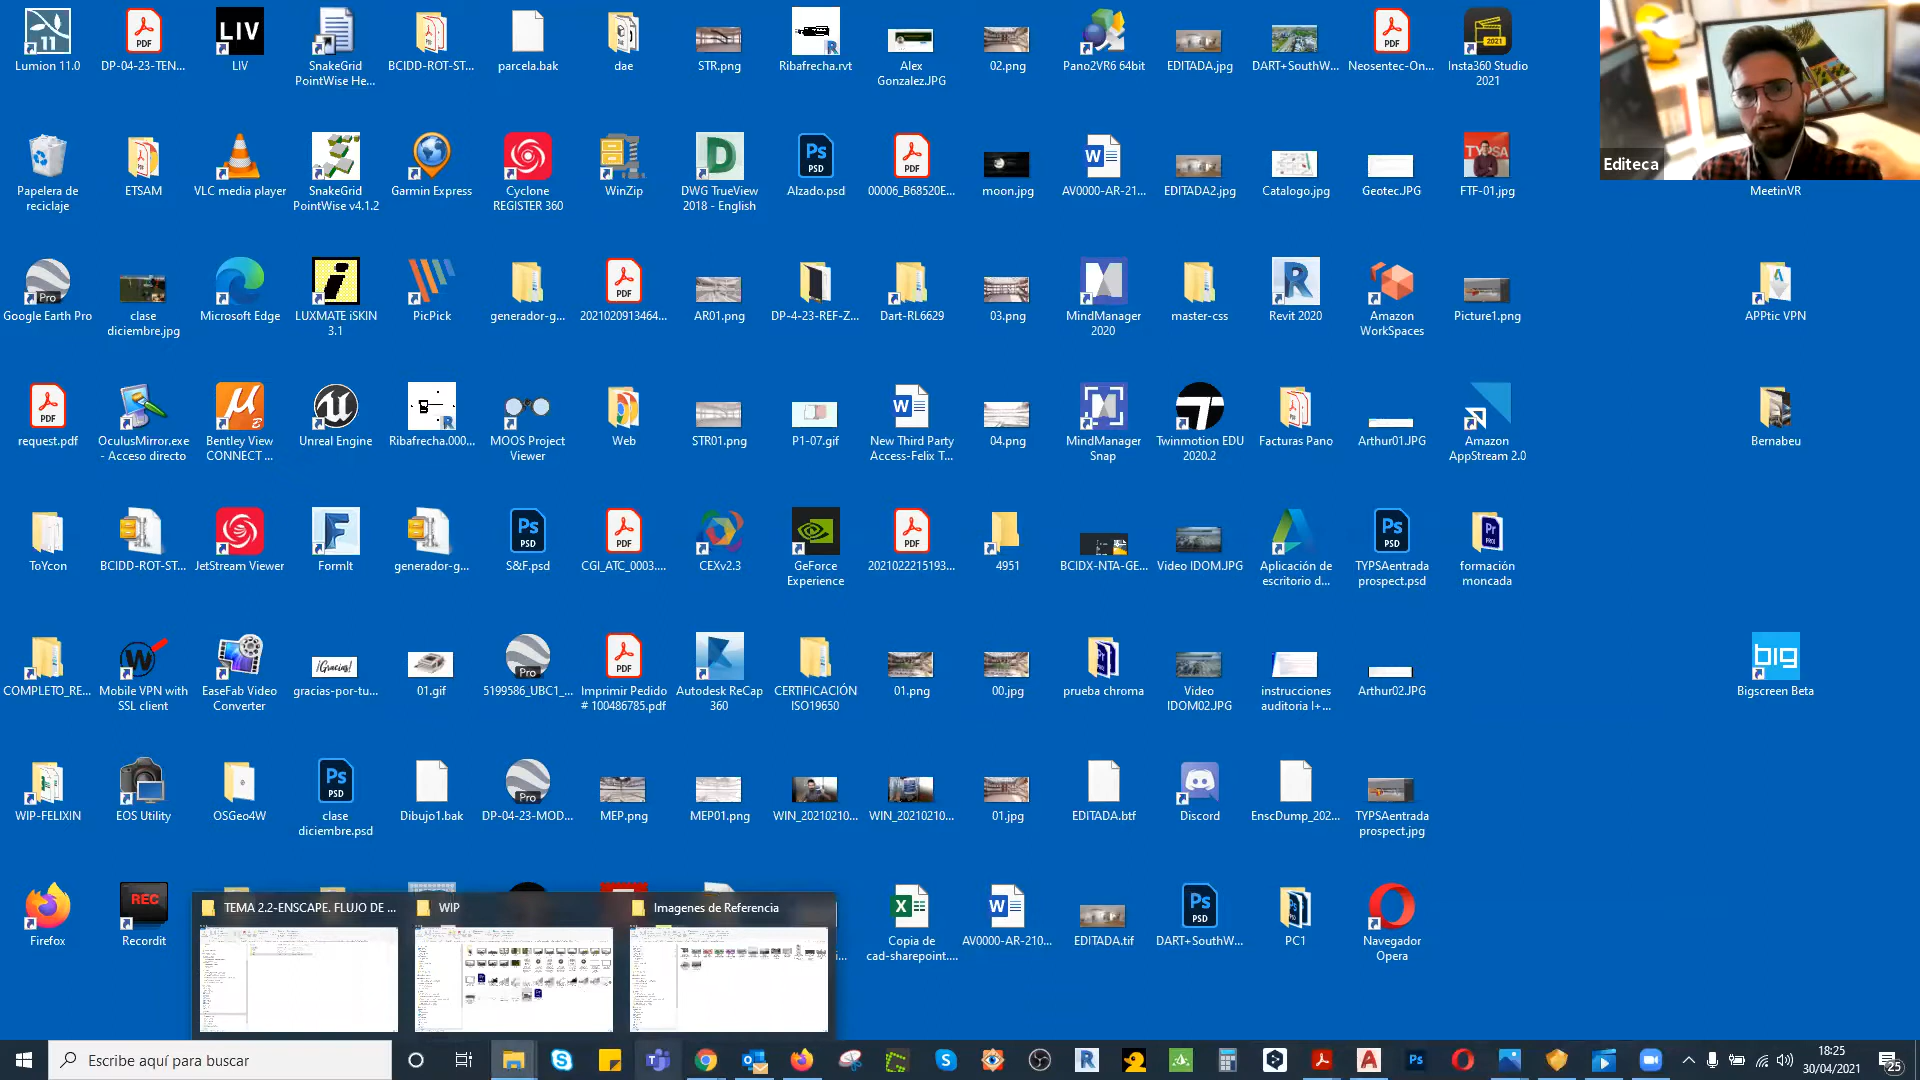 Lumion 11.0
DP-04-23-TEN...
LIV
SnakeGrid
PointWise He...
BCIDD-ROT-ST...
parcela.bak
dae
STR.png
Ribafrecha.rvt
Alex
Gonzalez.JPG
02.png
Pano2VR6 64bit
EDITADA.jpg
DART+SouthW...
Neosentec-On...
Insta360 Studio
2021
Editeca
Papelera de
reciclaje
ETSAM
VLC media player
SnakeGrid
PointWise v4.1.2
Garmin Express
Cyclone
REGISTER 360
WinZip
DWG TrueView
2018 - English
Alzado.psd
00006_B68520E...
moon.jpg
AV0000-AR-21...
EDITADA2.jpg
Catalogo.jpg
Geotec.JPG
FTF-01.jpg
MeetinVR
Google Earth Pro
clase
diciembre.jpg
Microsoft Edge
LUXMATE iSKIN
3.1
PicPick
generador-g...
2021020913464...
AR01.png
DP-4-23-REF-Z...
Dart-RL6629
03.png
MindManager
2020
master-css
Revit 2020
Amazon
WorkSpaces
Picture1.png
APPtic VPN
request.pdf
OculusMirror.exe
- Acceso directo
Bentley View
CONNECT ...
Unreal Engine
Ribafrecha.000...
MOOS Project
Viewer
Web
STR01.png
P1-07.gif
New Third Party
Access-Felix T...
04.png
MindManager
Snap
Twinmotion EDU
2020.2
Facturas Pano
Arthur01.JPG
Amazon
AppStream 2.0
Bernabeu
ToYcon
BCIDD-ROT-ST...
JetStream Viewer
FormIt
generador-g...
S&F.psd
CGI_ATC_0003....
CEXv2.3
GeForce
Experience
2021022215193...
4951
BCIDX-NTA-GE...
Video IDOM.JPG
Aplicación de
escritorio d...
TYPSAentrada
prospect.psd
formación
moncada
COMPLETO_RE...
Mobile VPN with
SSL client
EaseFab Video
Converter
gracias-por-tu...
01.gif
5199586_UBC1_...
Imprimir Pedido
# 100486785.pdf
Autodesk ReCap
360
CERTIFICACIÓN
ISO19650
01.png
00.jpg
prueba chroma
Video
IDOM02.JPG
instrucciones
auditoria I+...
Arthur02.JPG
Bigscreen Beta
WIP-FELIXIN
EOS Utility
OSGeo4W
clase
diciembre.psd
Dibujo1.bak
DP-04-23-MOD...
MEP.png
MEP01.png
WIN_20210210...
WIN_20210210...
01.jpg
EDITADA.btf
Discord
EnscDump_202...
TYPSAentrada
prospect.jpg
Firefox
Recordit
TEMA 2.2-ENSCAPE. FLUJO DE ...
WIP
Imagenes de Referencia
Copia de
cad-sharepoint....
AV0000-AR-210...
EDITADA.tif
DART+SouthW...
PC1
Navegador
Opera
Escribe aquí para buscar
18:25
30/04/2021
25